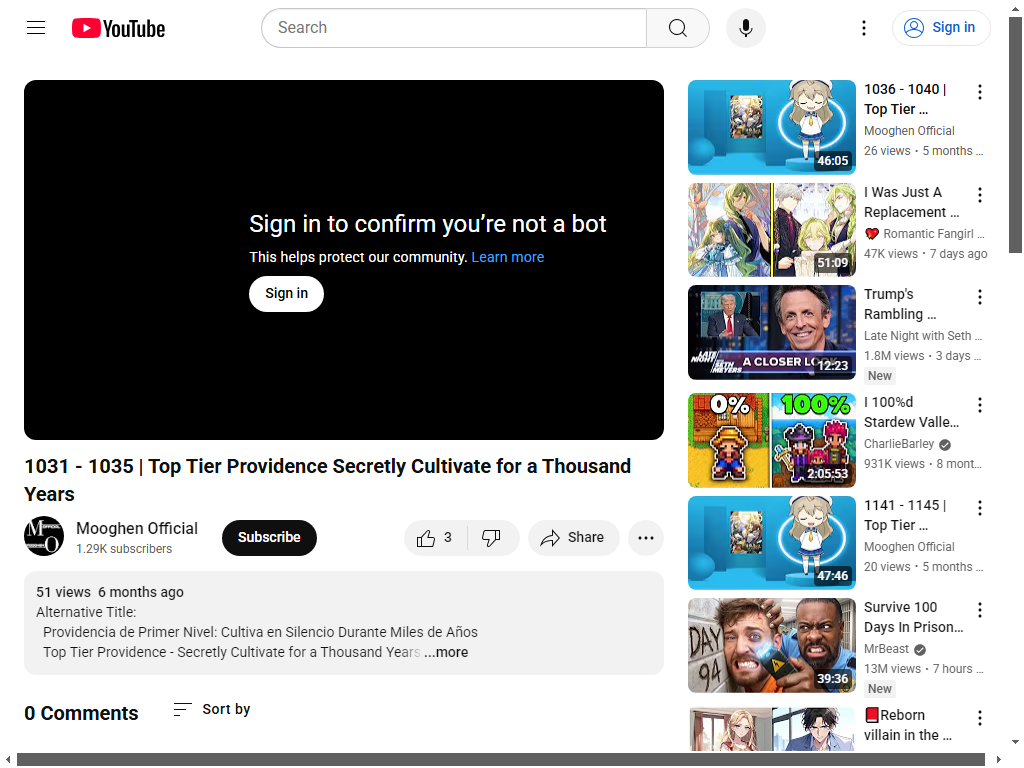 YouTube
Search
Sign in
Sign in to confirm you’re not a bot
This helps protect our community. Learn more
Sign in
1031 - 1035 | Top Tier Providence Secretly Cultivate for a Thousand
Years
Mooghen Official
1.29K subscribers
Subscribe
3
Share
51 views 6 months ago
Alternative Title:
Providencia de Primer Nivel: Cultiva en Silencio Durante Miles de Años
Top Tier Providence - Secretly Cultivate for a Thousand Years ...more
0 Comments
Sort by
46:05
1036 - 1040 |
Top Tier ...
Mooghen Official
26 views • 5 months ...
51:09
I Was Just A
Replacement ...
Romantic Fangirl ...
47K views • 7 days ago
LATE NIGHT SETH MEYERS
A CLOSER LOOK
12:23
Trump's
Rambling ...
Late Night with Seth ...
1.8M views • 3 days ...
New
0%
100%
2:05:53
I 100%d
Stardew Valle...
CharlieBarley
931K views • 8 mont...
47:46
1141 - 1145 |
Top Tier ...
Mooghen Official
20 views • 5 months ...
DAY
94
39:36
Survive 100
Days In Prison...
MrBeast
13M views • 7 hours ...
New
Reborn
villain in the ...